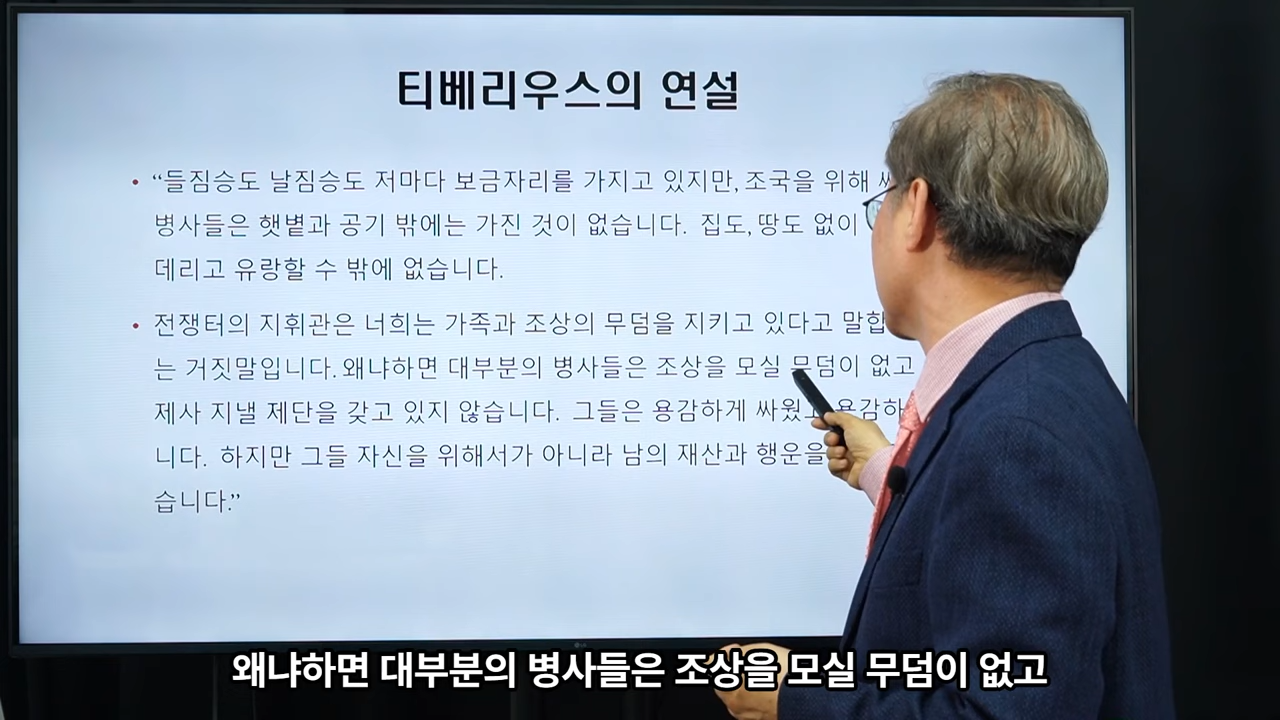 티베리우스의 연설
• “들짐승도 날짐승도 저마다 보금자리를 가지고 있지만, 조국을 위해
병사들은 햇볕과 공기 밖에는 가진 것이 없습니다. 집도, 땅도 없이
데리고 유랑할 수 밖에 없습니다.
• 전쟁터의 지휘관은 너희는 가족과 조상의 무덤을 지키고 있다고
는 거짓말입니다. 왜냐하면 대부분의 병사들은 조상을 모실 무덤이 없고
제사 지낼 제단을 갖고 있지 않습니다. 그들은 용감하게
니다. 하지만 그들 자신을 위해서가 아니라 남의 재산과 행운을
습니다.”
왜냐하면 대부분의 병사들은 조상을 모실 무덤이 없고